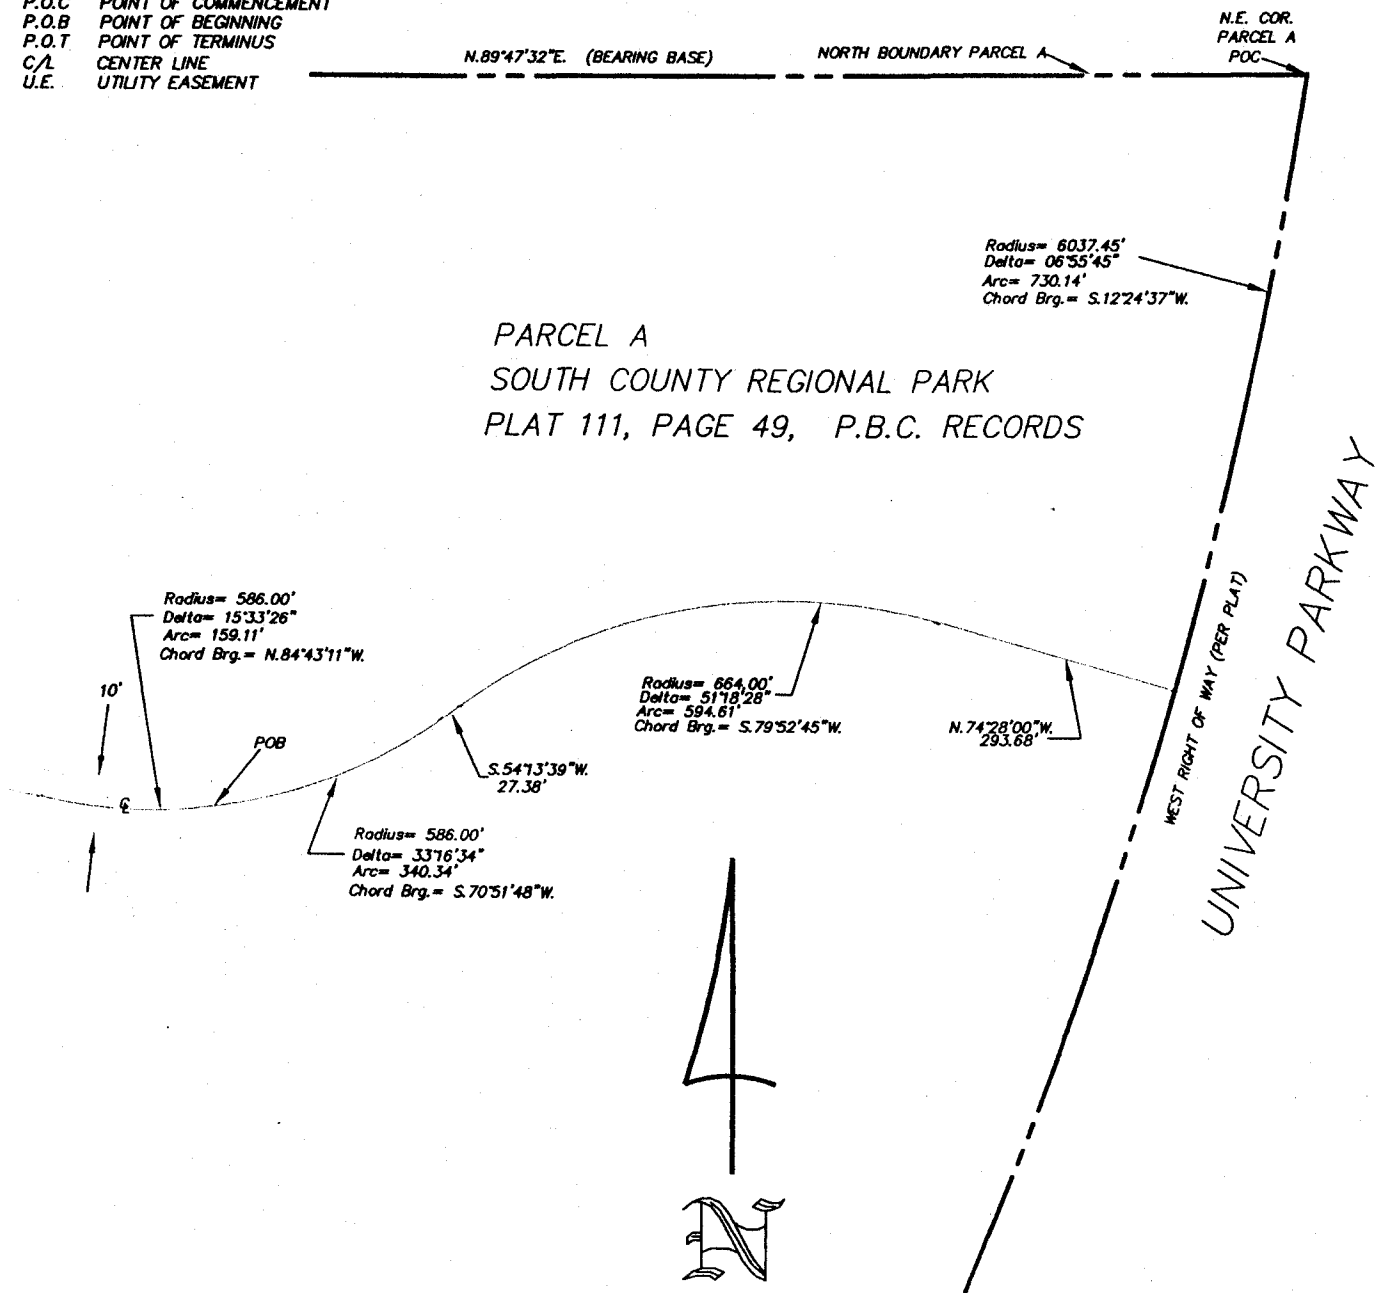 P.O.C POINT OF COMMENCEMENT
P.O.B POINT OF BEGINNING
P.O.T POINT OF TERMINUS
C/L CENTER LINE
U.E. UTILITY EASEMENT
N.89°47'32"E. (BEARING BASE)
NORTH BOUNDARY PARCEL A
N.E. COR.
PARCEL A
POC
Radius= 6037.45'
Delta= 06°55'45"
Arc= 730.14'
Chord Brg.= S.12°24'37"W.
PARCEL A
SOUTH COUNTY REGIONAL PARK
PLAT 111, PAGE 49, P.B.C. RECORDS
Radius= 586.00'
Delta= 15°33'26"
Arc= 159.11'
Chord Brg.= N.84°43'11"W.
10'
POB
℄
S.54°13'39"W.
27.38'
Radius= 586.00'
Delta= 33°16'34"
Arc= 340.34'
Chord Brg.= S.70°51'48"W.
Radius= 664.00'
Delta= 51°18'28"
Arc= 594.61'
Chord Brg.= S.79°52'45"W.
N.74°28'00"W.
293.68'
WEST RIGHT OF WAY (PER PLAT)
UNIVERSITY PARKWAY
N